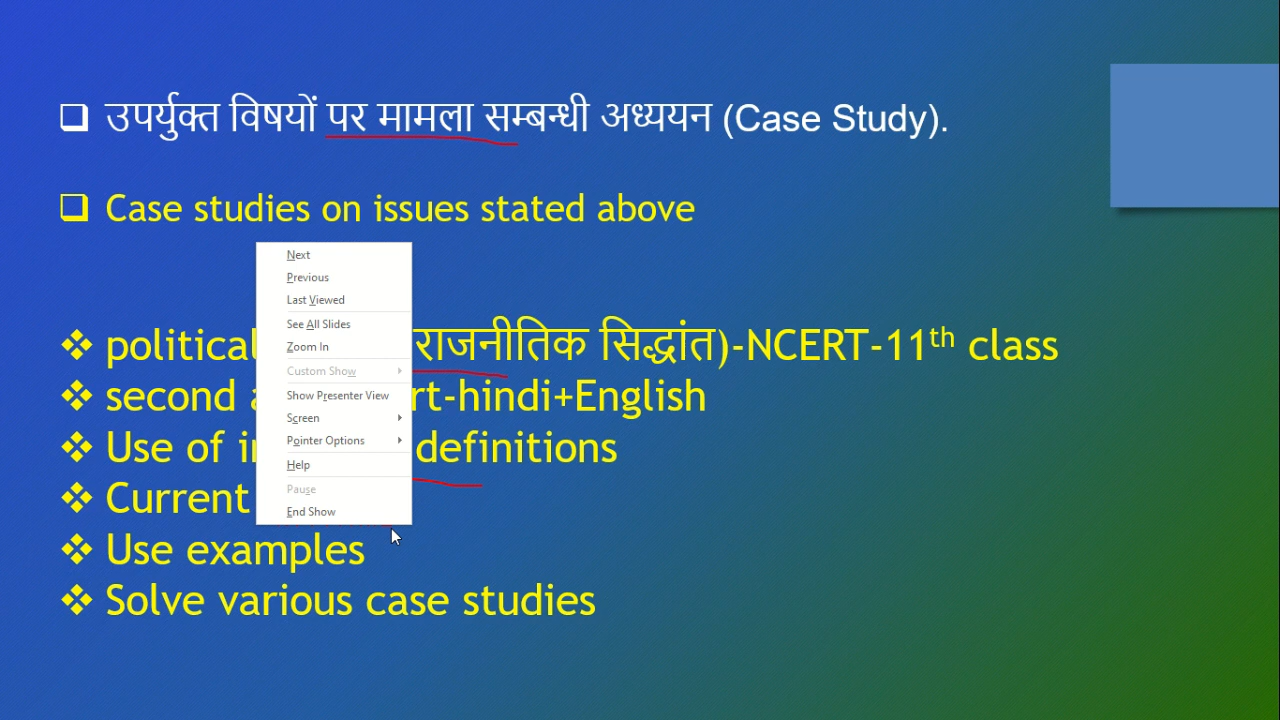 ❑ उपर्युक्त विषयों पर मामला सम्बन्धी अध्ययन (Case Study).
❑ Case studies on issues stated above
Next
Previous
Last Viewed
See All Slides
Zoom In
Custom Show
Show Presenter View
Screen
Pointer Options
Help
Pause
End Show
❖ political राजनीतिक सिद्धांत)-NCERT-11th class
❖ second rt-hindi+English
❖ Use of definitions
❖ Current
❖ Use examples
❖ Solve various case studies